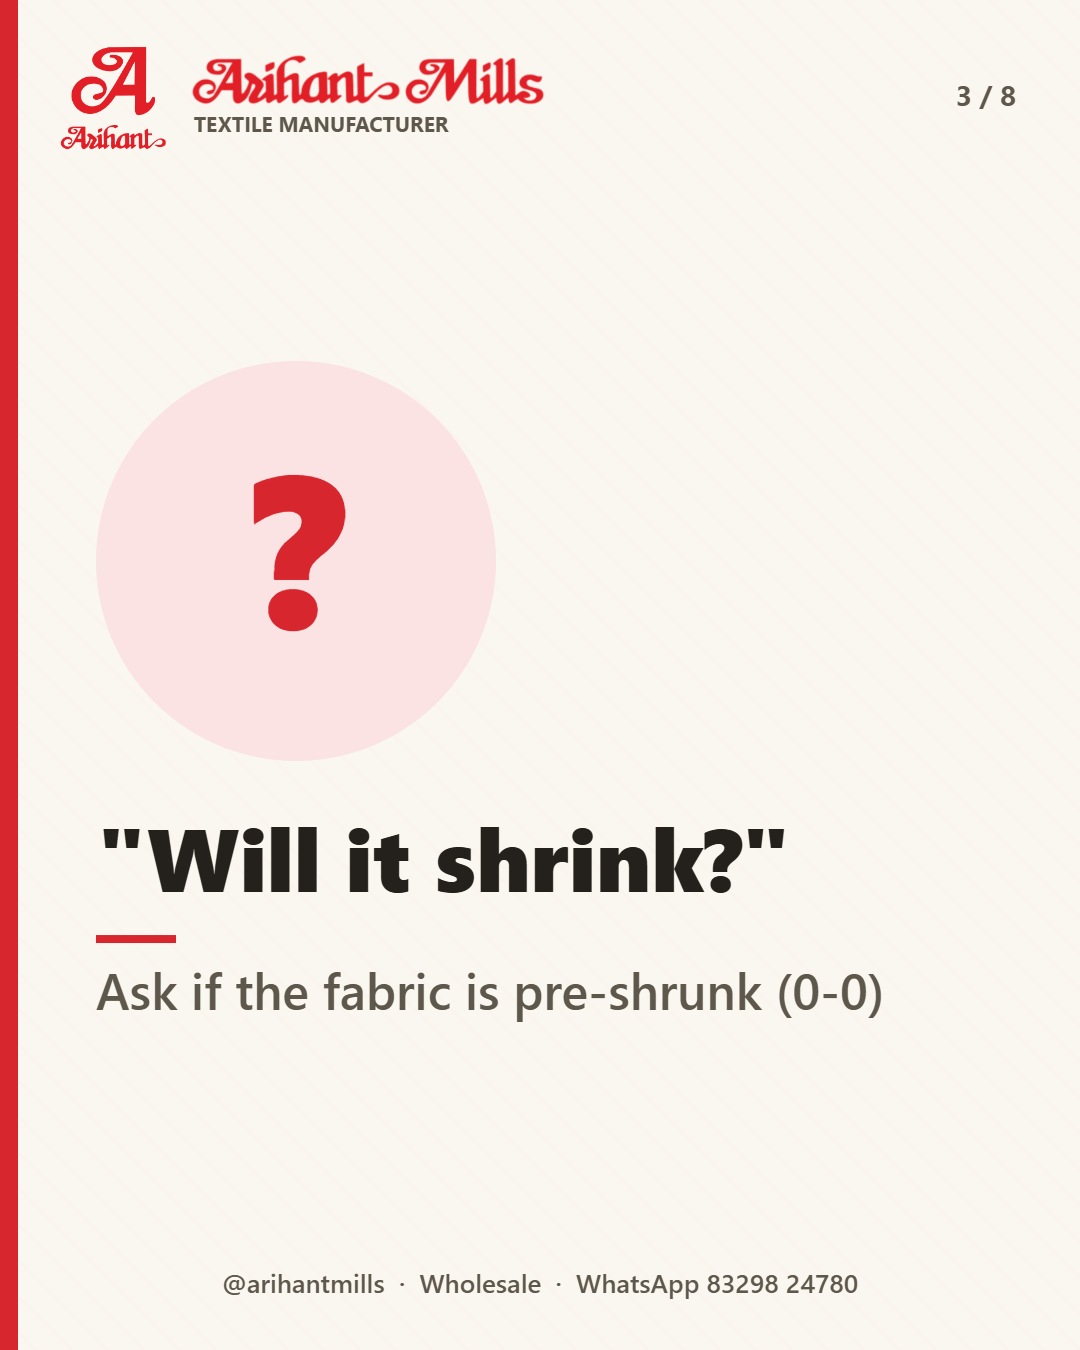 A
Arihant
Arihant Mills
TEXTILE MANUFACTURER
3 / 8
?
"Will it shrink?"
Ask if the fabric is pre-shrunk (0-0)
@arihantmills · Wholesale · WhatsApp 83298 24780